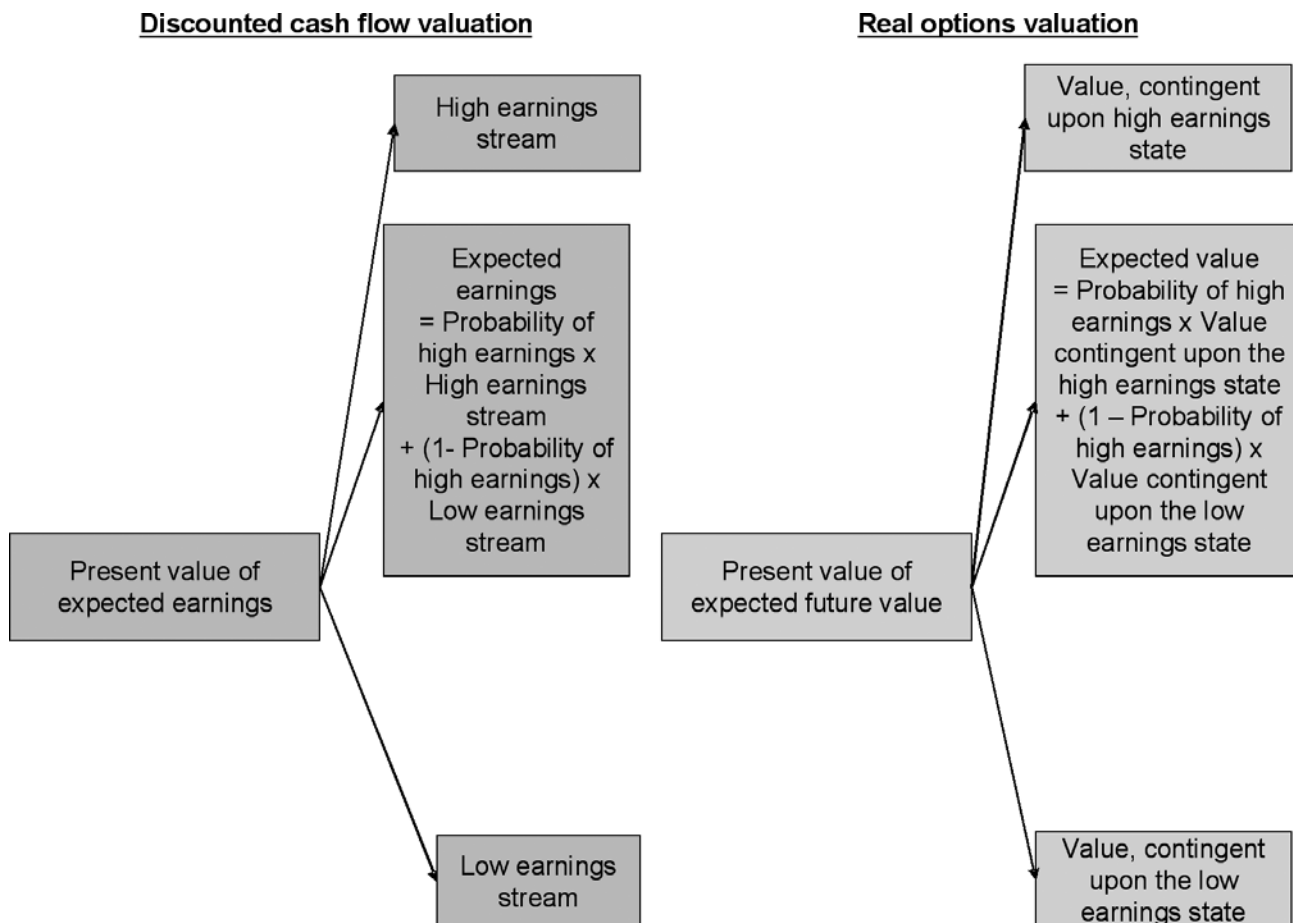 Discounted cash flow valuation
High earnings
stream
Expected
earnings
= Probability of
high earnings x
High earnings
stream
+ (1- Probability of
high earnings) x
Low earnings
stream
Present value of
expected earnings
Low earnings
stream
Real options valuation
Value, contingent
upon high earnings
state
Expected value
= Probability of high
earnings x Value
contingent upon the
high earnings state
+ (1 – Probability of
high earnings) x
Value contingent
upon the low
earnings state
Present value of
expected future value
Value, contingent
upon the low
earnings state